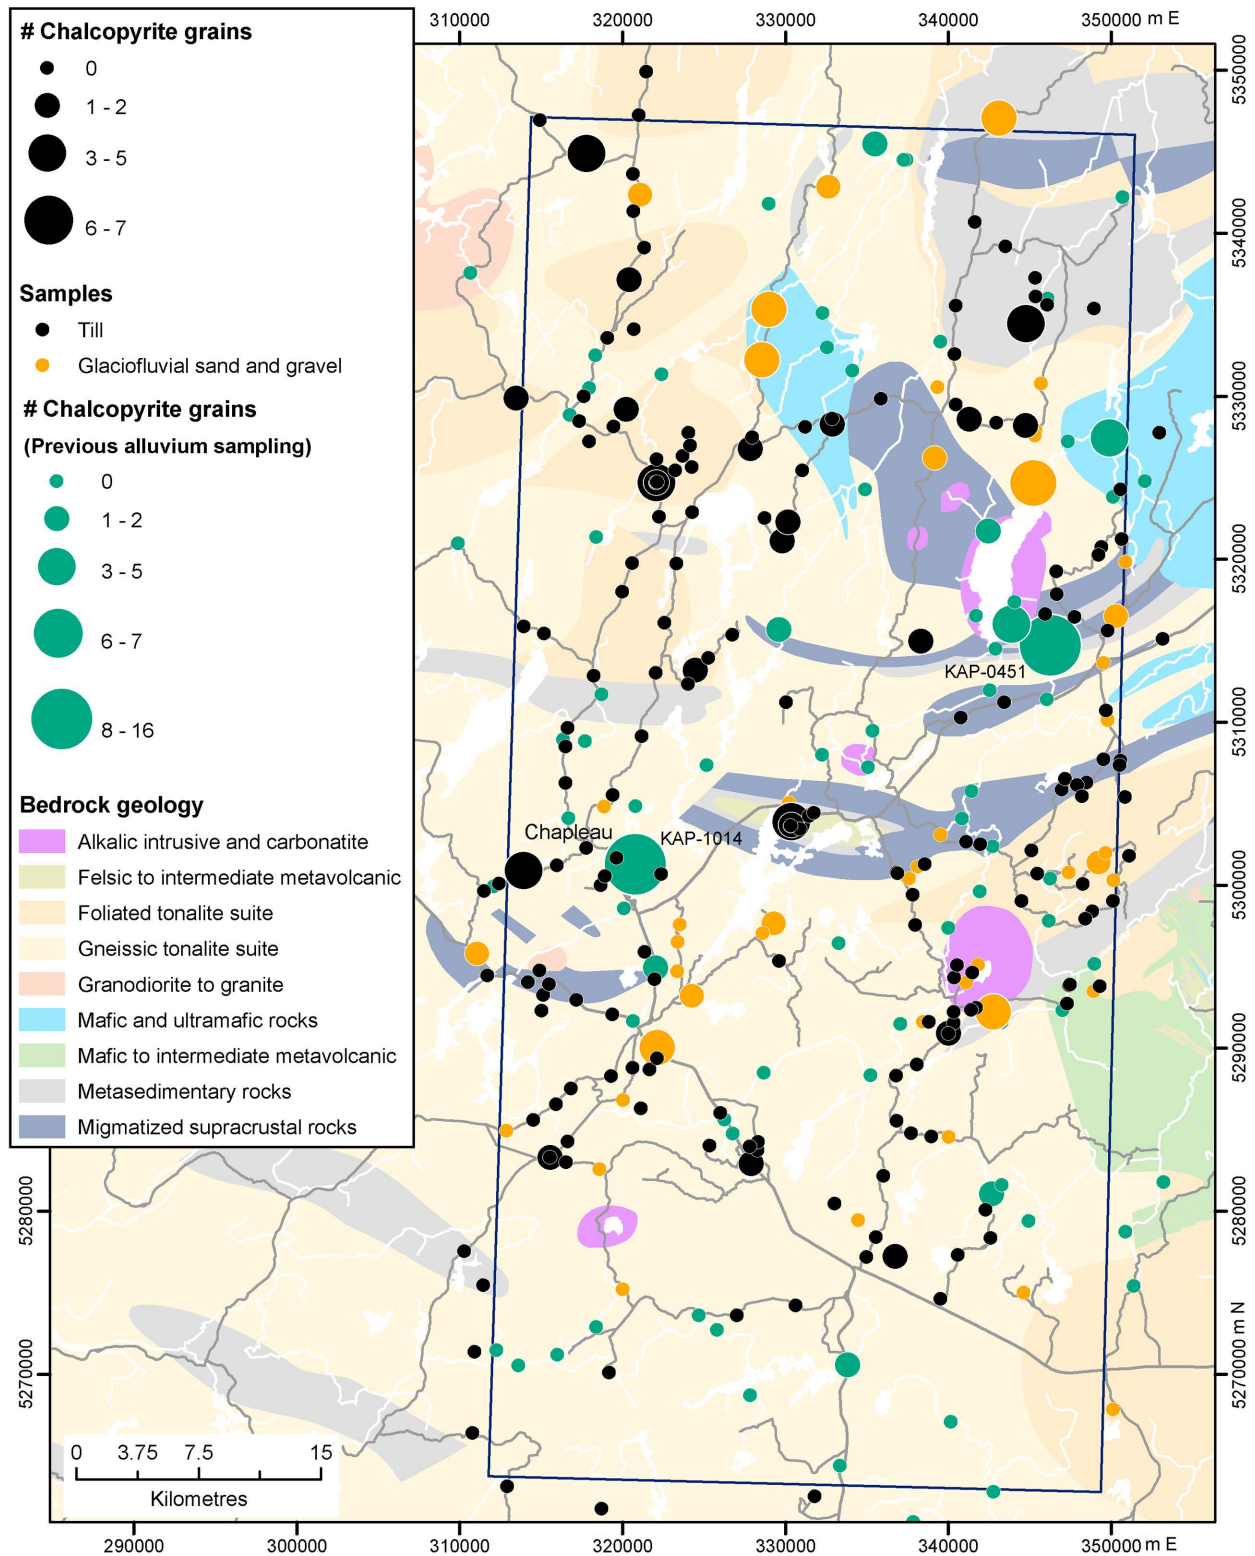 # Chalcopyrite grains
0
1 - 2
3 - 5
6 - 7
Samples
Till
Glaciofluvial sand and gravel
# Chalcopyrite grains
(Previous alluvium sampling)
0
1 - 2
3 - 5
6 - 7
8 - 16
Bedrock geology
Alkalic intrusive and carbonatite
Felsic to intermediate metavolcanic
Foliated tonalite suite
Gneissic tonalite suite
Granodiorite to granite
Mafic and ultramafic rocks
Mafic to intermediate metavolcanic
Metasedimentary rocks
Migmatized supracrustal rocks
310000 320000 330000 340000 350000 m E
5350000
5340000
5330000
5320000
5310000
5300000
5290000
5280000
5270000 m N
KAP-0451
Chapleau
KAP-1014
5280000
5270000
0 3.75 7.5 15
Kilometres
290000 300000 310000 320000 330000 340000 350000 m E